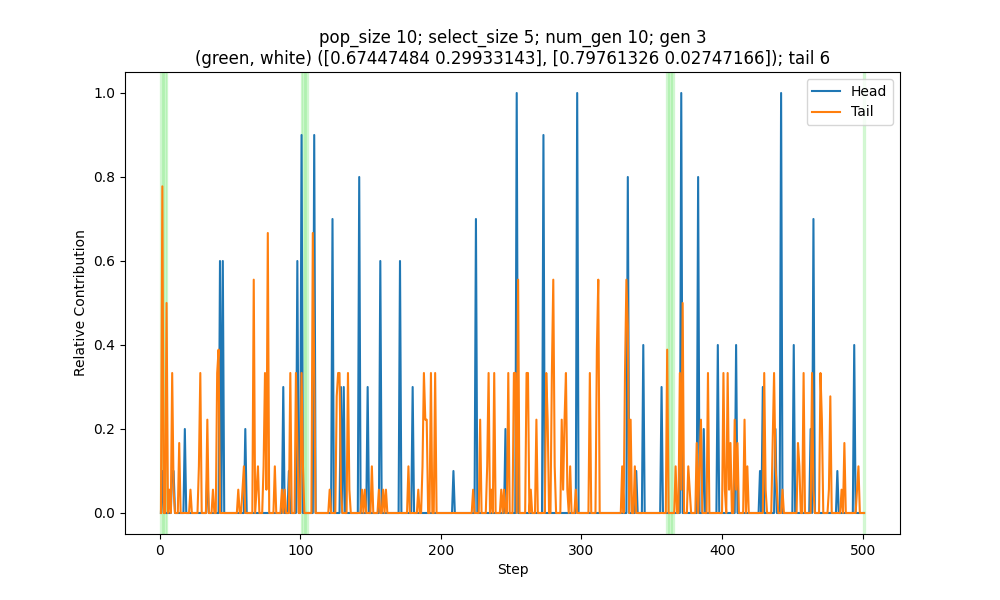 pop_size 10; select_size 5; num_gen 10; gen 3
(green, white) ([0.67447484 0.29933143], [0.79761326 0.02747166]); tail 6
Head
Tail
1.0
0.8
0.6
0.4
0.2
0.0
Relative Contribution
0 100 200 300 400 500
Step